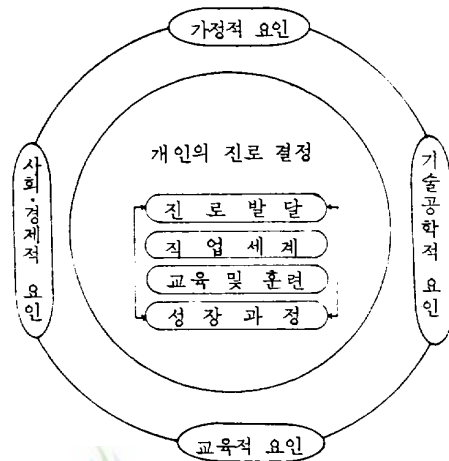 가정적 요인
개인의 진로 결정
사회·경제적 요인
기술공학적 요인
진로발달
직업세계
교육 및 훈련
성장과정
교육적 요인